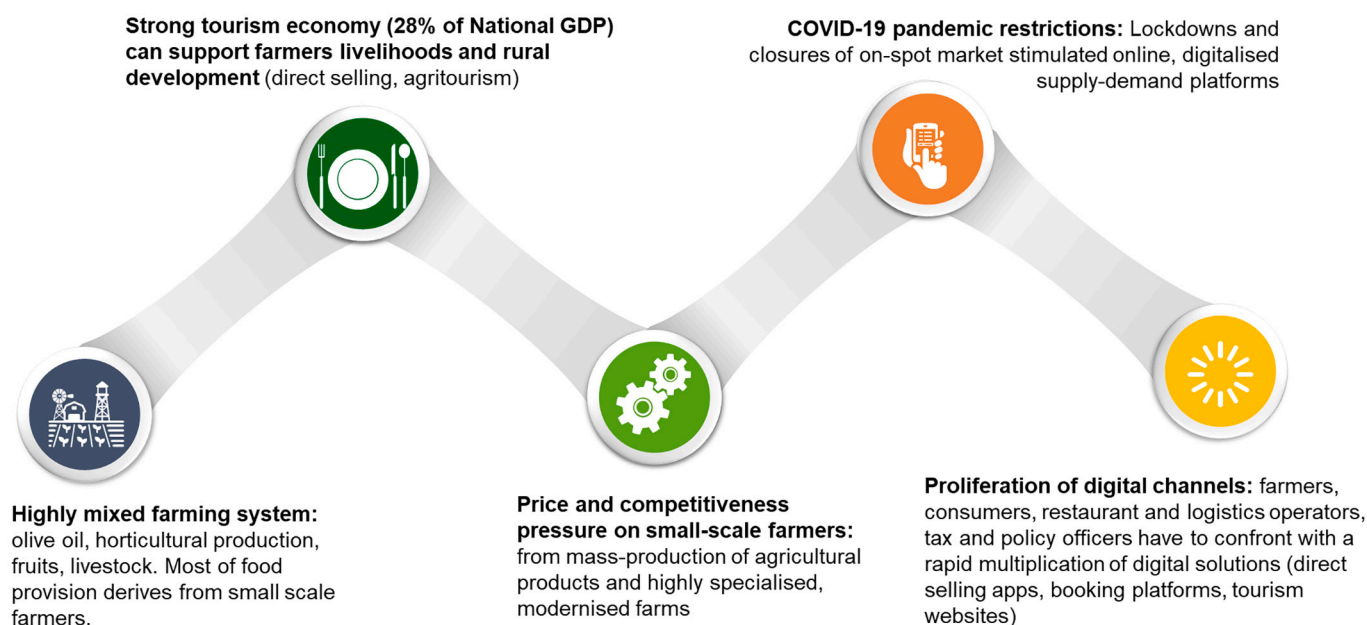 Strong tourism economy (28% of National GDP)
can support farmers livelihoods and rural
development (direct selling, agritourism)
COVID-19 pandemic restrictions: Lockdowns and
closures of on-spot market stimulated online, digitalised
supply-demand platforms
Highly mixed farming system:
olive oil, horticultural production,
fruits, livestock. Most of food
provision derives from small scale
farmers.
Price and competitiveness
pressure on small-scale farmers:
from mass-production of agricultural
products and highly specialised,
modernised farms
Proliferation of digital channels: farmers,
consumers, restaurant and logistics operators,
tax and policy officers have to confront with a
rapid multiplication of digital solutions (direct
selling apps, booking platforms, tourism
websites)